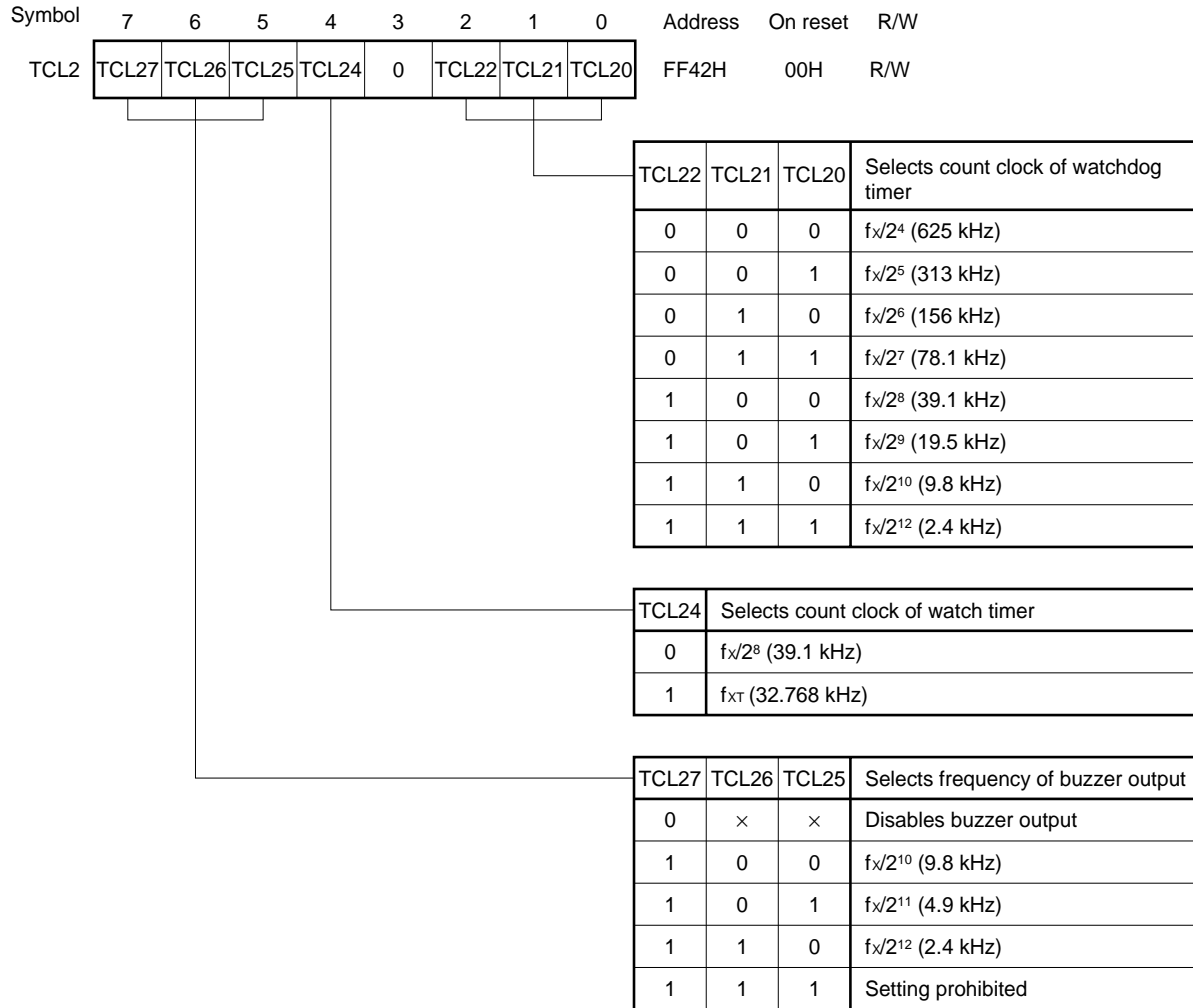 Symbol 7 6 5 4 3 2 1 0 Address On reset R/W
TCL2 TCL27 TCL26 TCL25 TCL24 0 TCL22 TCL21 TCL20 FF42H 00H R/W
TCL22 TCL21 TCL20 Selects count clock of watchdog
timer
0 0 0 fx/2⁴ (625 kHz)
0 0 1 fx/2⁵ (313 kHz)
0 1 0 fx/2⁶ (156 kHz)
0 1 1 fx/2⁷ (78.1 kHz)
1 0 0 fx/2⁸ (39.1 kHz)
1 0 1 fx/2⁹ (19.5 kHz)
1 1 0 fx/2¹⁰ (9.8 kHz)
1 1 1 fx/2¹² (2.4 kHz)
TCL24 Selects count clock of watch timer
0 fx/2⁸ (39.1 kHz)
1 fXT (32.768 kHz)
TCL27 TCL26 TCL25 Selects frequency of buzzer output
0 × × Disables buzzer output
1 0 0 fx/2¹⁰ (9.8 kHz)
1 0 1 fx/2¹¹ (4.9 kHz)
1 1 0 fx/2¹² (2.4 kHz)
1 1 1 Setting prohibited